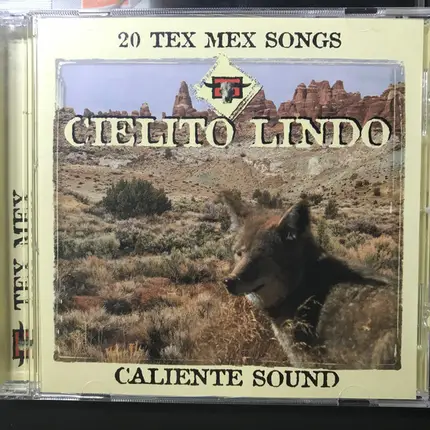 20 TEX MEX SONGS
CIELITO LINDO
CALIENTE SOUND
TEX MEX